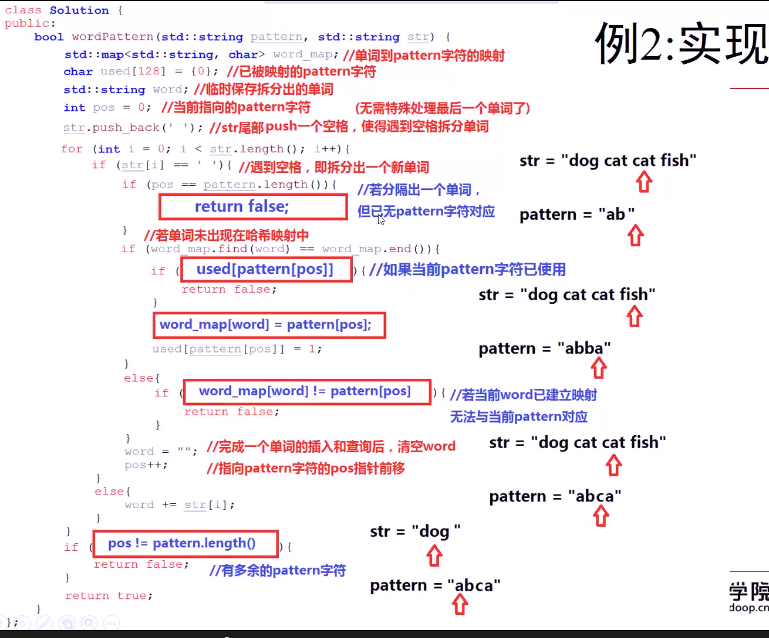 class Solution {
public:
bool wordPattern(std::string pattern, std::string str) {
例2:实现
std::map<std::string, char> word_map; //单词到pattern字符的映射
char used[128] = {0}; //已被映射的pattern字符
std::string word; //临时保存拆分出的单词
int pos = 0; //当前指向的pattern字符 (无需特殊处理最后一个单词了)
str.push_back(' '); //str尾部push一个空格，使得遇到空格拆分单词
for (int i = 0; i < str.length(); i++){
if (str[i] == ' '){ //遇到空格，即拆分出一个新单词
str = "dog cat cat fish"
if (pos == pattern.length()){ //若分隔出一个单词，
return false; 但已无pattern字符对应
pattern = "ab"
} //若单词未出现在哈希映射中
if (word_map.find(word) == word_map.end()){
if ( used[pattern[pos]] ){ //如果当前pattern字符已使用
return false;
str = "dog cat cat fish"
}
word_map[word] = pattern[pos];
used[pattern[pos]] = 1;
pattern = "abba"
}
else{
if ( word_map[word] != pattern[pos] ){ //若当前word已建立映射
return false; 无法与当前pattern对应
}
}
str = "dog cat cat fish"
word = ""; //完成一个单词的插入和查询后，清空word
pos++; //指向pattern字符的pos指针前移
}
else{
pattern = "abca"
word += str[i];
}
}
str = "dog "
if ( pos != pattern.length() ){
return false; //有多余的pattern字符
}
pattern = "abca"
return true;
}
};
学院
doop.cn